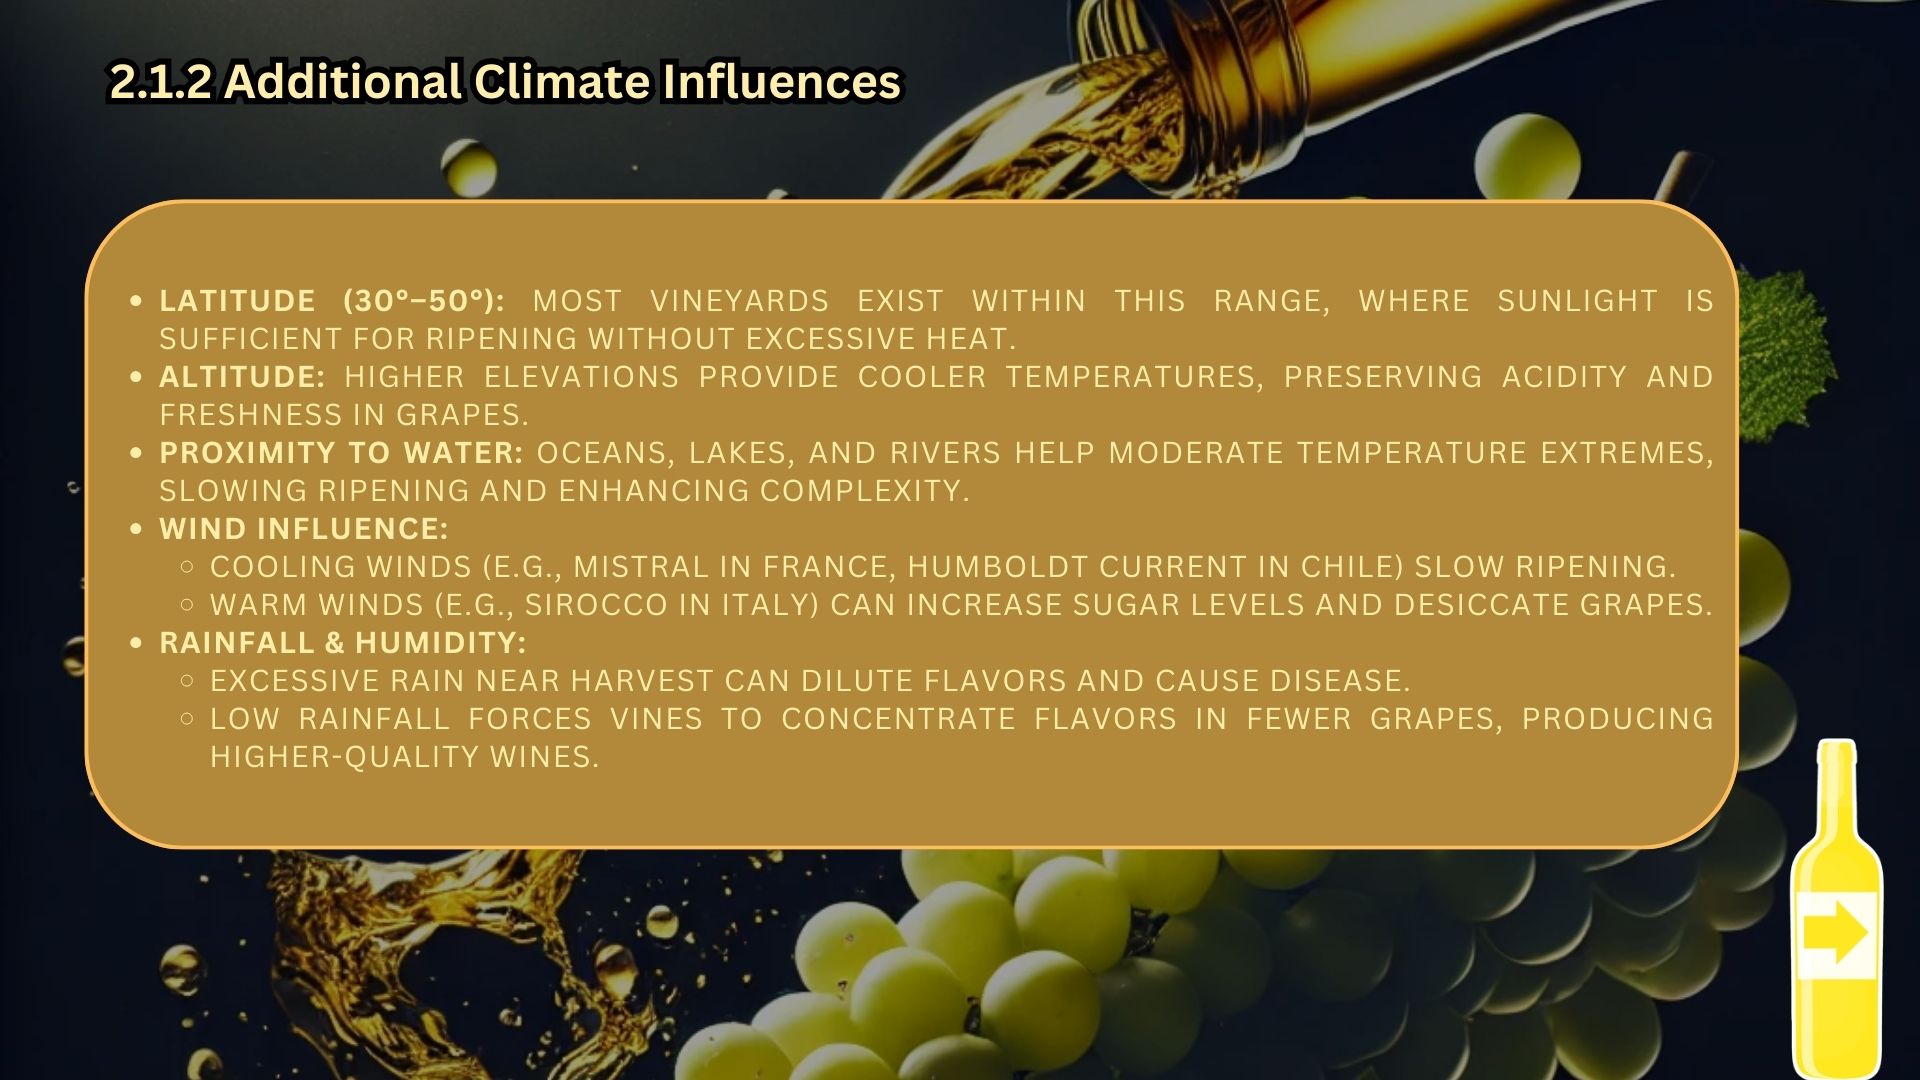 2.1.2 Additional Climate Influences
• LATITUDE (30°–50°): MOST VINEYARDS EXIST WITHIN THIS RANGE, WHERE SUNLIGHT IS
SUFFICIENT FOR RIPENING WITHOUT EXCESSIVE HEAT.
• ALTITUDE: HIGHER ELEVATIONS PROVIDE COOLER TEMPERATURES, PRESERVING ACIDITY AND
FRESHNESS IN GRAPES.
• PROXIMITY TO WATER: OCEANS, LAKES, AND RIVERS HELP MODERATE TEMPERATURE EXTREMES,
SLOWING RIPENING AND ENHANCING COMPLEXITY.
• WIND INFLUENCE:
◦ COOLING WINDS (E.G., MISTRAL IN FRANCE, HUMBOLDT CURRENT IN CHILE) SLOW RIPENING.
◦ WARM WINDS (E.G., SIROCCO IN ITALY) CAN INCREASE SUGAR LEVELS AND DESICCATE GRAPES.
• RAINFALL & HUMIDITY:
◦ EXCESSIVE RAIN NEAR HARVEST CAN DILUTE FLAVORS AND CAUSE DISEASE.
◦ LOW RAINFALL FORCES VINES TO CONCENTRATE FLAVORS IN FEWER GRAPES, PRODUCING
HIGHER-QUALITY WINES.